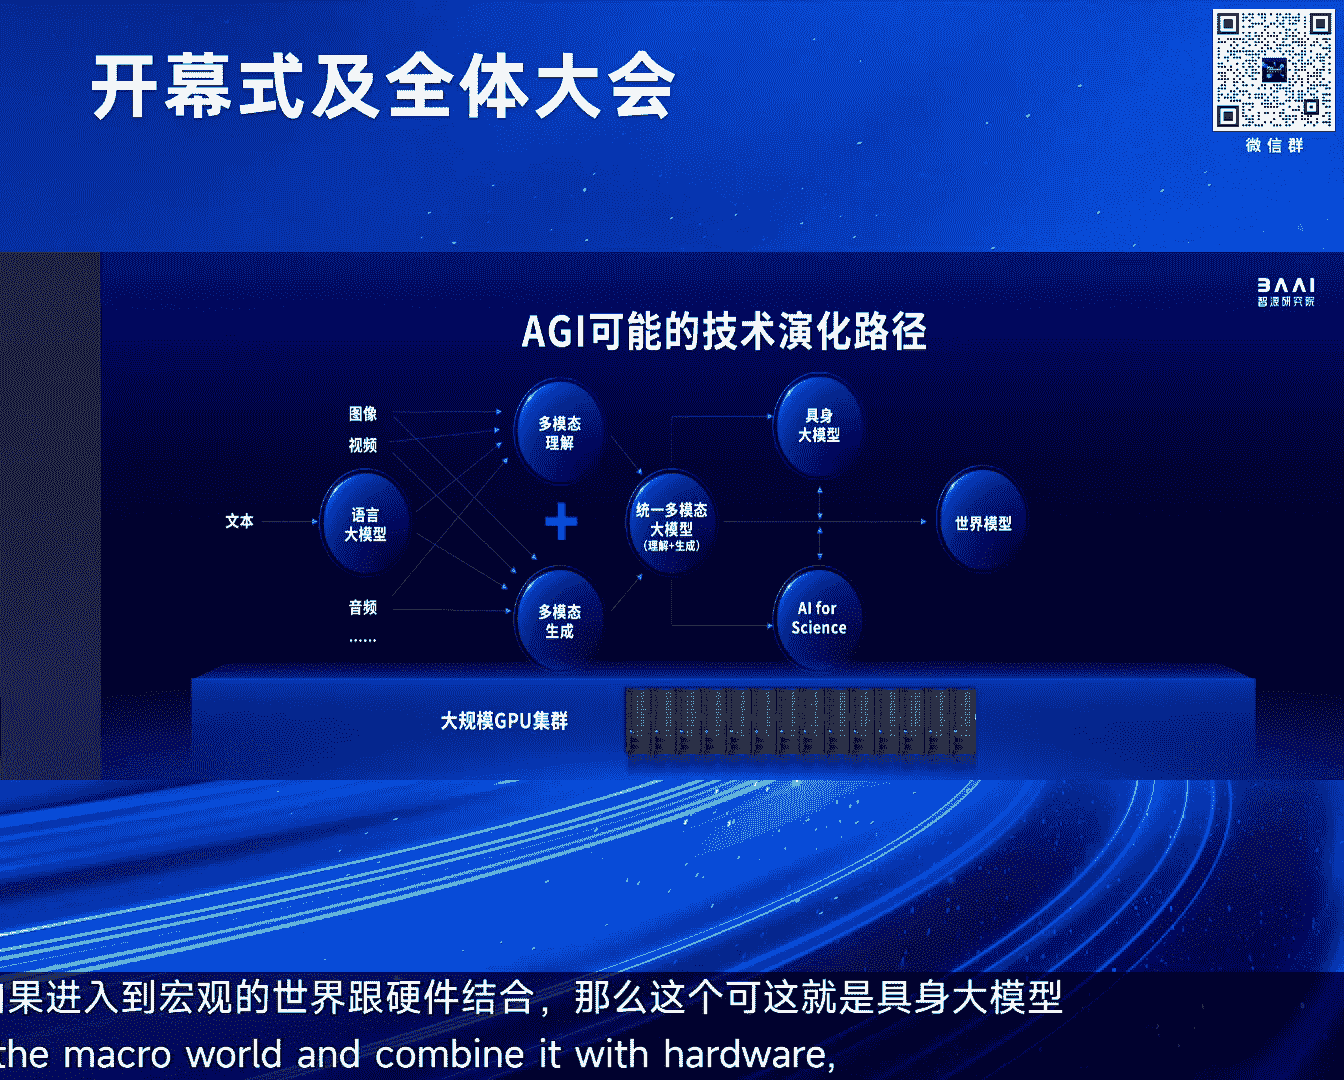 开幕式及全体大会
微信群
BAAI
智源研究院
AGI可能的技术演化路径
图像
视频
文本
语言
大模型
音频
......
多模态
理解
多模态
生成
统一多模态
大模型
（理解+生成）
具身
大模型
AI for
Science
世界模型
大规模GPU集群
果进入到宏观的世界跟硬件结合，那么这个可这就是具身大模型
the macro world and combine it with hardware,